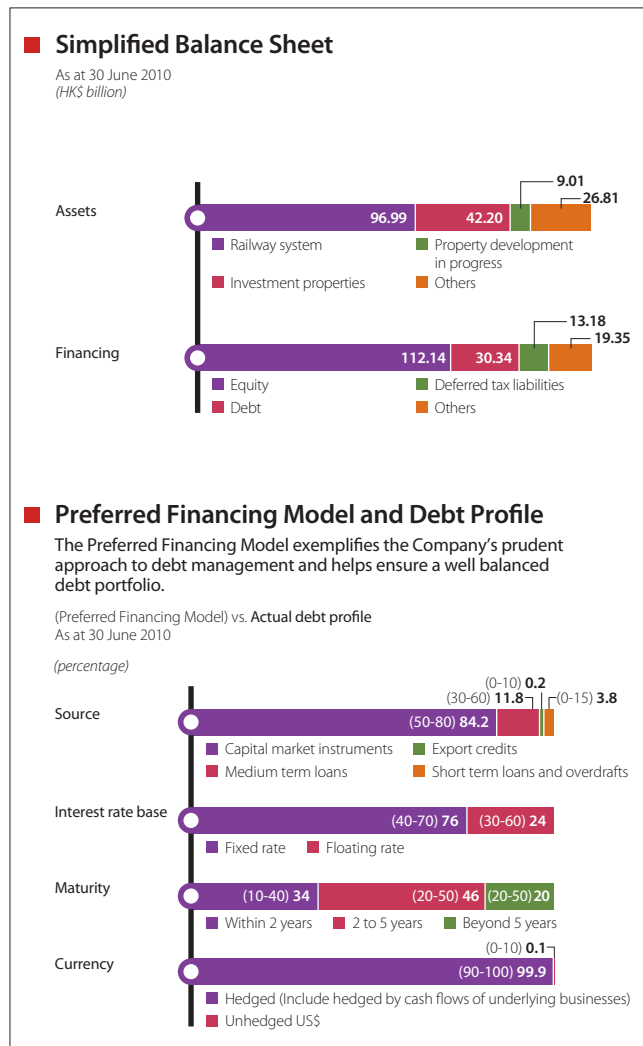 Simplified Balance Sheet
As at 30 June 2010
(HK$ billion)
9.01
26.81
Assets
96.99 42.20
Railway system
Property development
in progress
Investment properties
Others
13.18
19.35
Financing
112.14 30.34
Equity
Deferred tax liabilities
Debt
Others
Preferred Financing Model and Debt Profile
The Preferred Financing Model exemplifies the Company's prudent
approach to debt management and helps ensure a well balanced
debt portfolio.
(Preferred Financing Model) vs. Actual debt profile
As at 30 June 2010
(percentage)
(0-10) 0.2
(30-60) 11.8 (0-15) 3.8
Source
(50-80) 84.2
Capital market instruments
Export credits
Medium term loans
Short term loans and overdrafts
Interest rate base
(40-70) 76 (30-60) 24
Fixed rate
Floating rate
Maturity
(10-40) 34 (20-50) 46 (20-50) 20
Within 2 years
2 to 5 years
Beyond 5 years
(0-10) 0.1
Currency
(90-100) 99.9
Hedged (Include hedged by cash flows of underlying businesses)
Unhedged US$